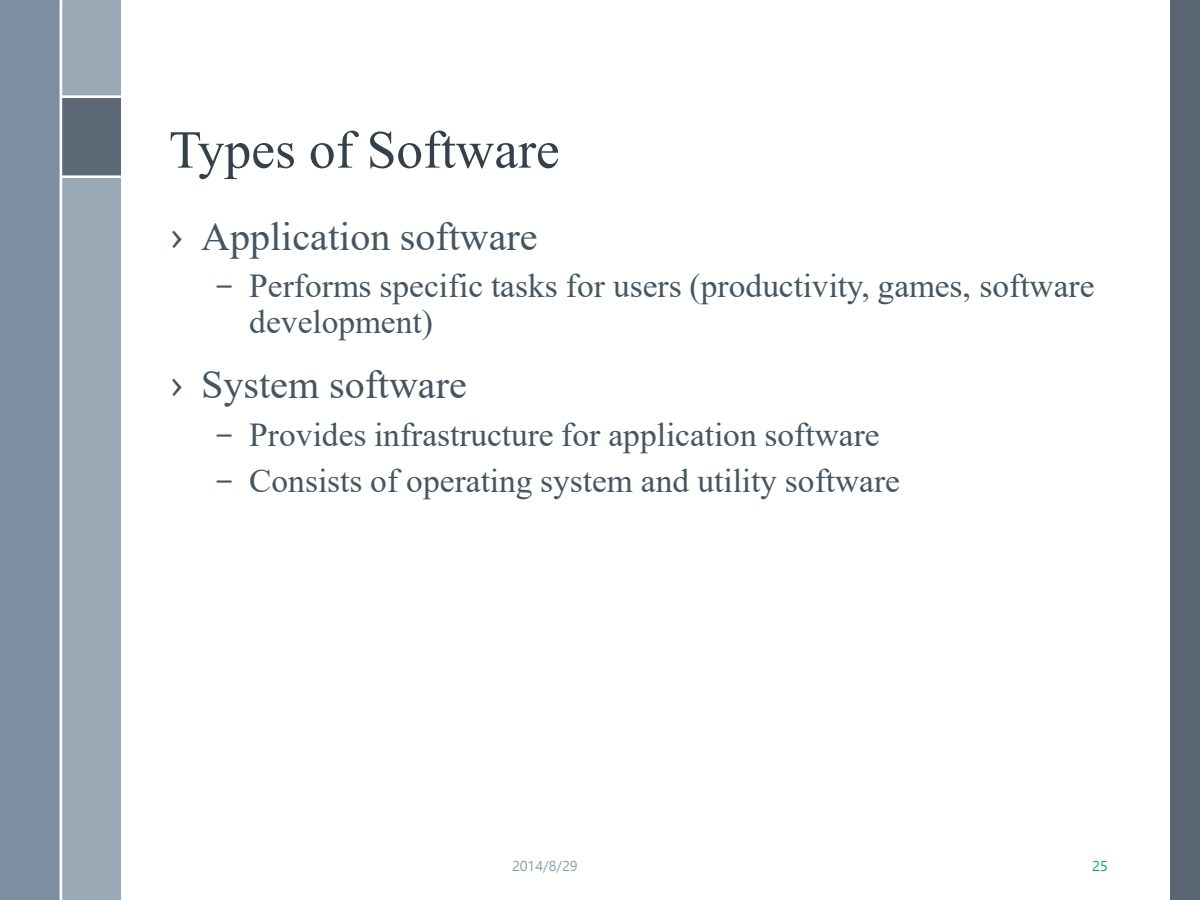 Types of Software
› Application software
– Performs specific tasks for users (productivity, games, software
development)
› System software
– Provides infrastructure for application software
– Consists of operating system and utility software
2014/8/29
25